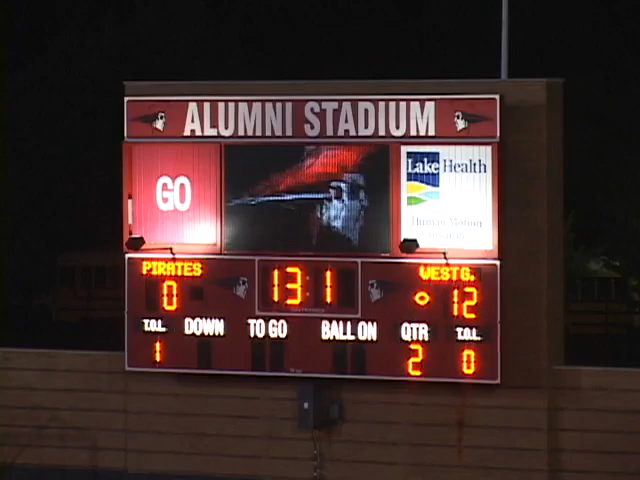 ALUMNI STADIUM
GO
Lake Health
PIRATES 13:1 WESTG.
0 12
T.O.L. DOWN TO GO BALL ON QTR T.O.L.
1 2 0